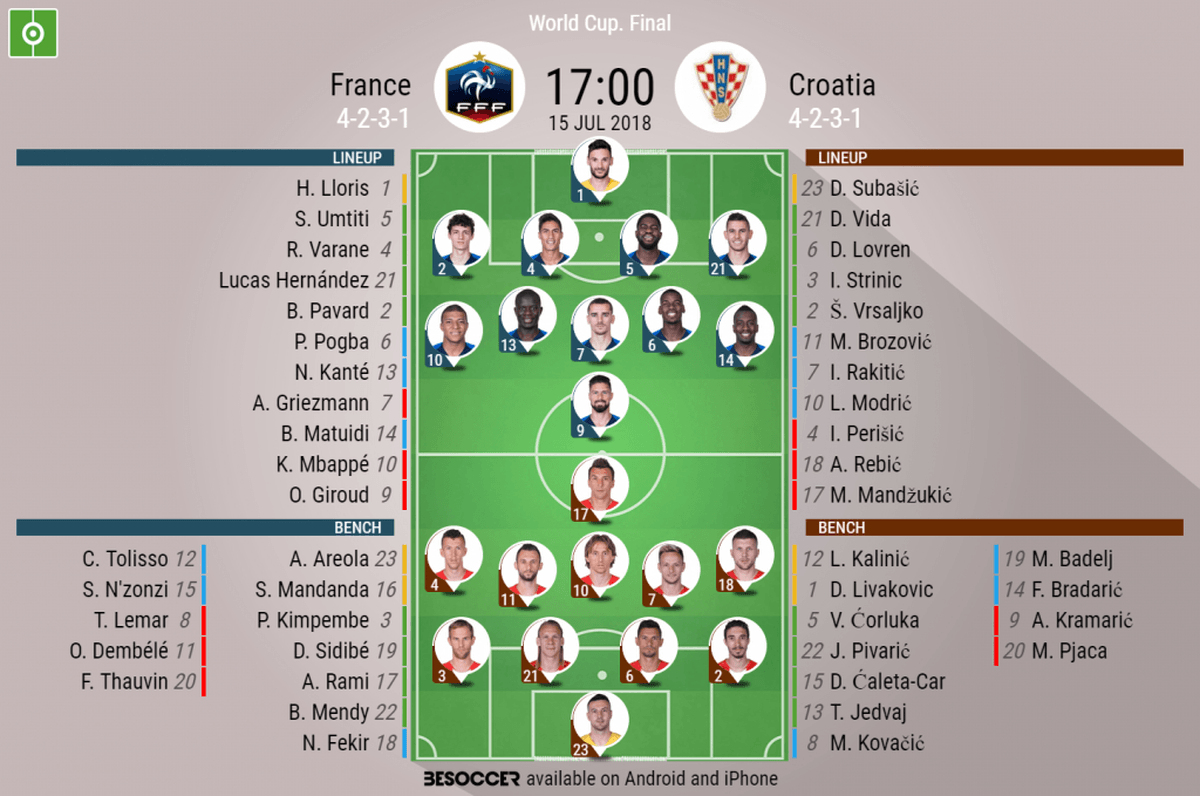 World Cup. Final
France
4-2-3-1
FFF
17:00
15 JUL 2018
HNS
Croatia
4-2-3-1
LINEUP
H. Lloris 1
S. Umtiti 5
R. Varane 4
Lucas Hernández 21
B. Pavard 2
P. Pogba 6
N. Kanté 13
A. Griezmann 7
B. Matuidi 14
K. Mbappé 10
O. Giroud 9
BENCH
C. Tolisso 12
S. N'zonzi 15
T. Lemar 8
O. Dembélé 11
F. Thauvin 20
A. Areola 23
S. Mandanda 16
P. Kimpembe 3
D. Sidibé 19
A. Rami 17
B. Mendy 22
N. Fekir 18
1
2 4 5 21
10 13 7 6 14
9
17
4 11 10 7 18
3 21 6 2
23
LINEUP
23 D. Subašić
21 D. Vida
6 D. Lovren
3 I. Strinic
2 Š. Vrsaljko
11 M. Brozović
7 I. Rakitić
10 L. Modrić
4 I. Perišić
18 A. Rebić
17 M. Mandžukić
BENCH
12 L. Kalinić
1 D. Livakovic
5 V. Ćorluka
22 J. Pivarić
15 D. Ćaleta-Car
13 T. Jedvaj
8 M. Kovačić
19 M. Badelj
14 F. Bradarić
9 A. Kramarić
20 M. Pjaca
BESOCCER available on Android and iPhone